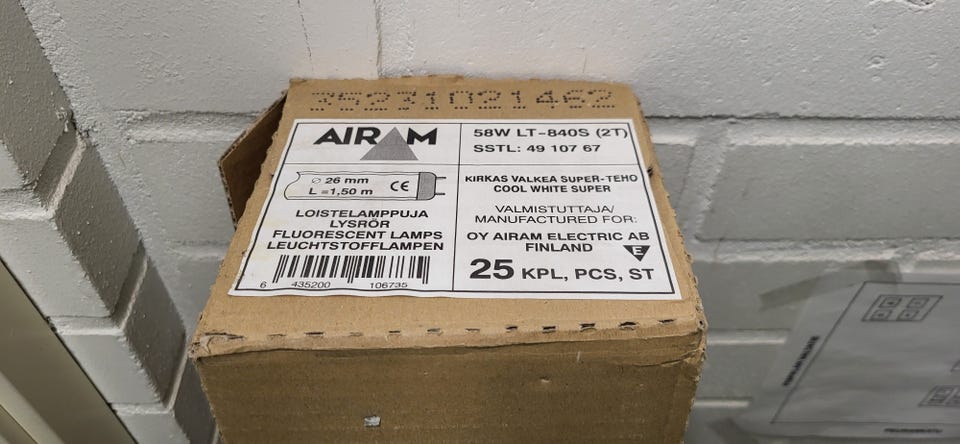 35231021462
AIRAM
58W LT-840S (2T)
SSTL: 49 107 67
⌀ 26 mm
L =1,50 m
CE
KIRKAS VALKEA SUPER-TEHO
COOL WHITE SUPER
LOISTELAMPPUJA
LYSRÖR
FLUORESCENT LAMPS
LEUCHTSTOFFLAMPEN
VALMISTUTTAJA/
MANUFACTURED FOR:
OY AIRAM ELECTRIC AB
FINLAND
E
25 KPL, PCS, ST
6 435200 106735